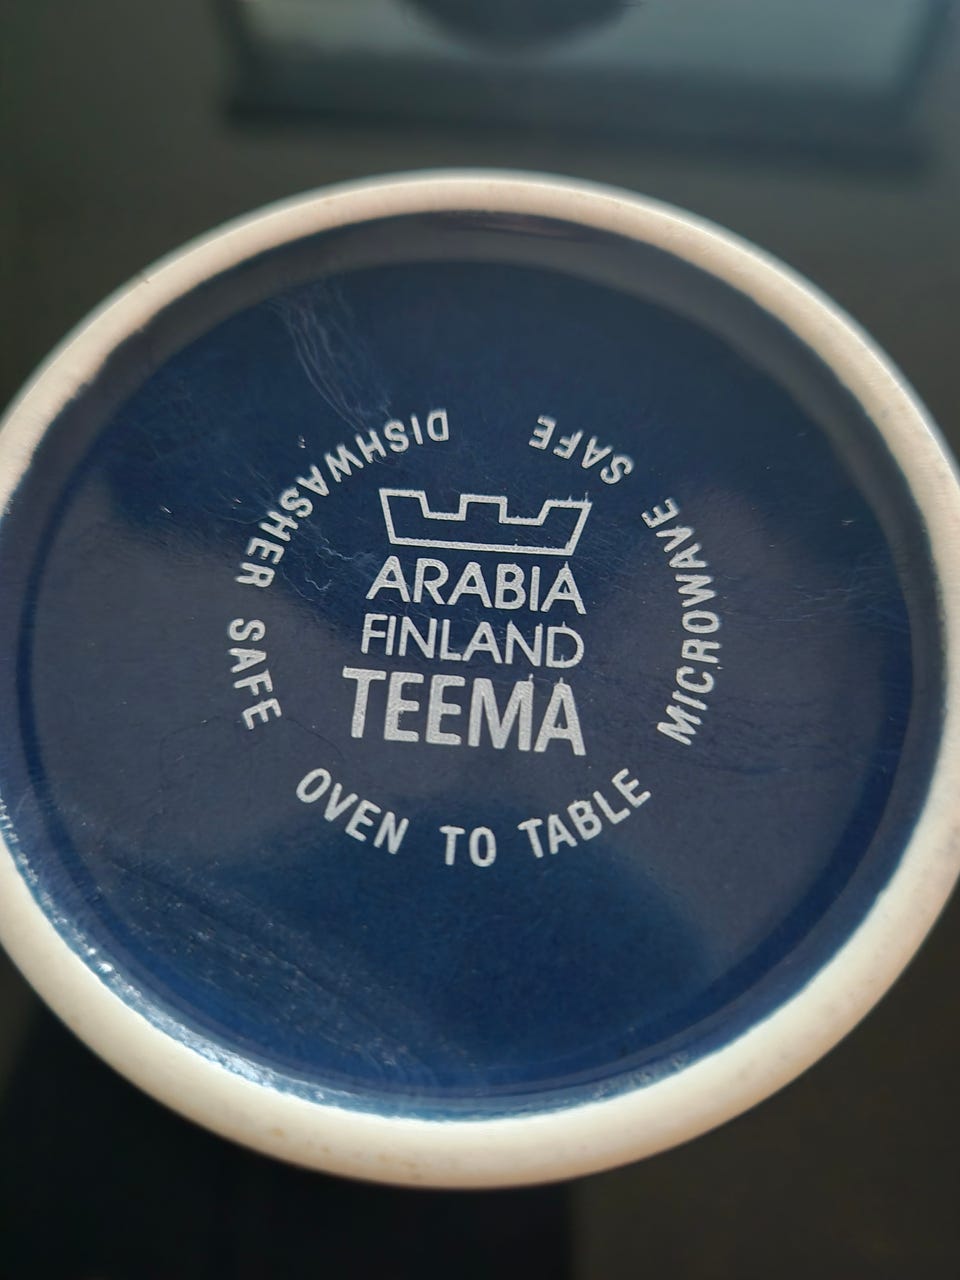 ARABIA
FINLAND
TEEMA
OVEN TO TABLE
MICROWAVE SAFE
DISHWASHER SAFE